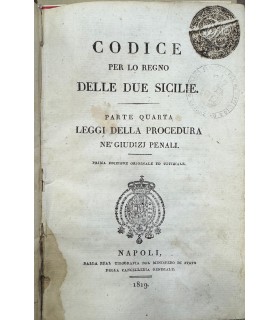 CODICE
PER LO REGNO
DELLE DUE SICILIE.
PARTE QUARTA
LEGGI DELLA PROCEDURA
NE' GIUDIZJ PENALI.
PRIMA EDIZIONE ORIGINALE ED UFFIZIALE.
NAPOLI,
DALLA REAL TIPOGRAFIA DEL MINISTERO DI STATO
DELLA CANCELLERIA GENERALE.
1819.